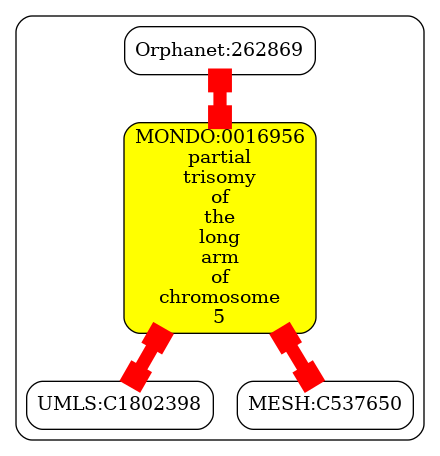 Orphanet:262869
MONDO:0016956
partial
trisomy
of
the
long
arm
of
chromosome
5
UMLS:C1802398
MESH:C537650